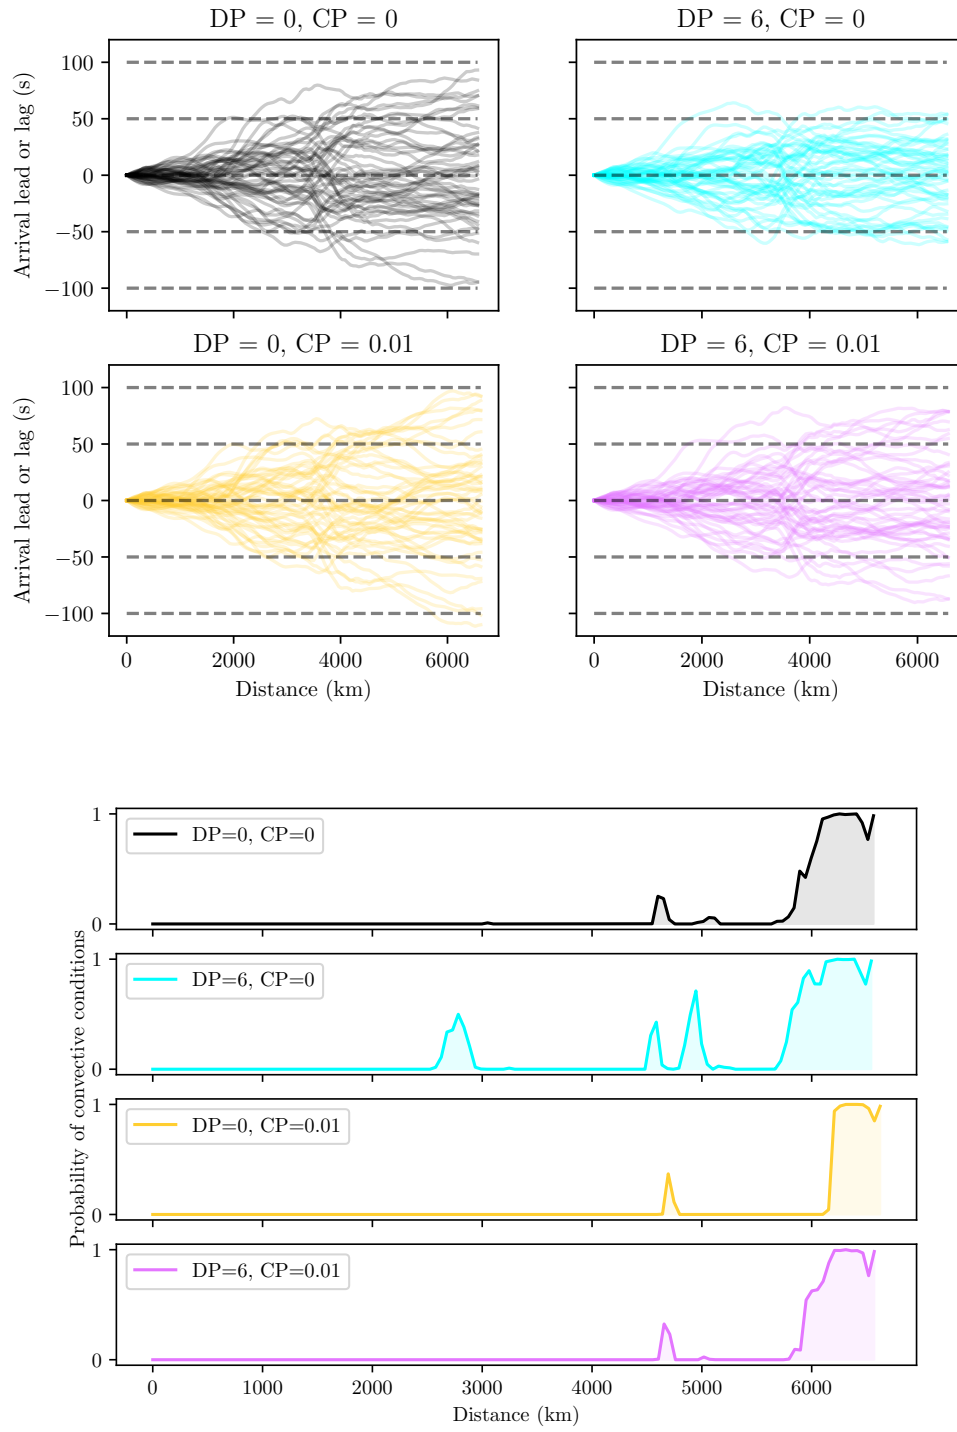 DP = 0, CP = 0
DP = 6, CP = 0
Arrival lead or lag (s)
100
50
0
−50
−100
DP = 0, CP = 0.01
DP = 6, CP = 0.01
Arrival lead or lag (s)
100
50
0
−50
−100
0 2000 4000 6000
0 2000 4000 6000
Distance (km)
Distance (km)
Probability of convective conditions
1
DP=0, CP=0
0
1
DP=6, CP=0
0
1
DP=0, CP=0.01
0
1
DP=6, CP=0.01
0
0 1000 2000 3000 4000 5000 6000
Distance (km)